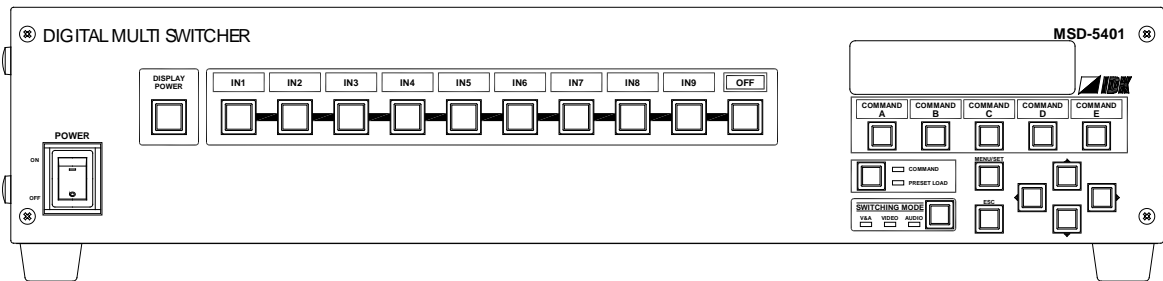 DIGITAL MULTI SWITCHER
MSD-5401
IDK
DISPLAY
POWER
IN1 IN2 IN3 IN4 IN5 IN6 IN7 IN8 IN9 OFF
COMMAND
A
COMMAND
B
COMMAND
C
COMMAND
D
COMMAND
E
POWER
ON
OFF
COMMAND
PRESET LOAD
MENU/SET
SWITCHING MODE
V&A VIDEO AUDIO
ESC